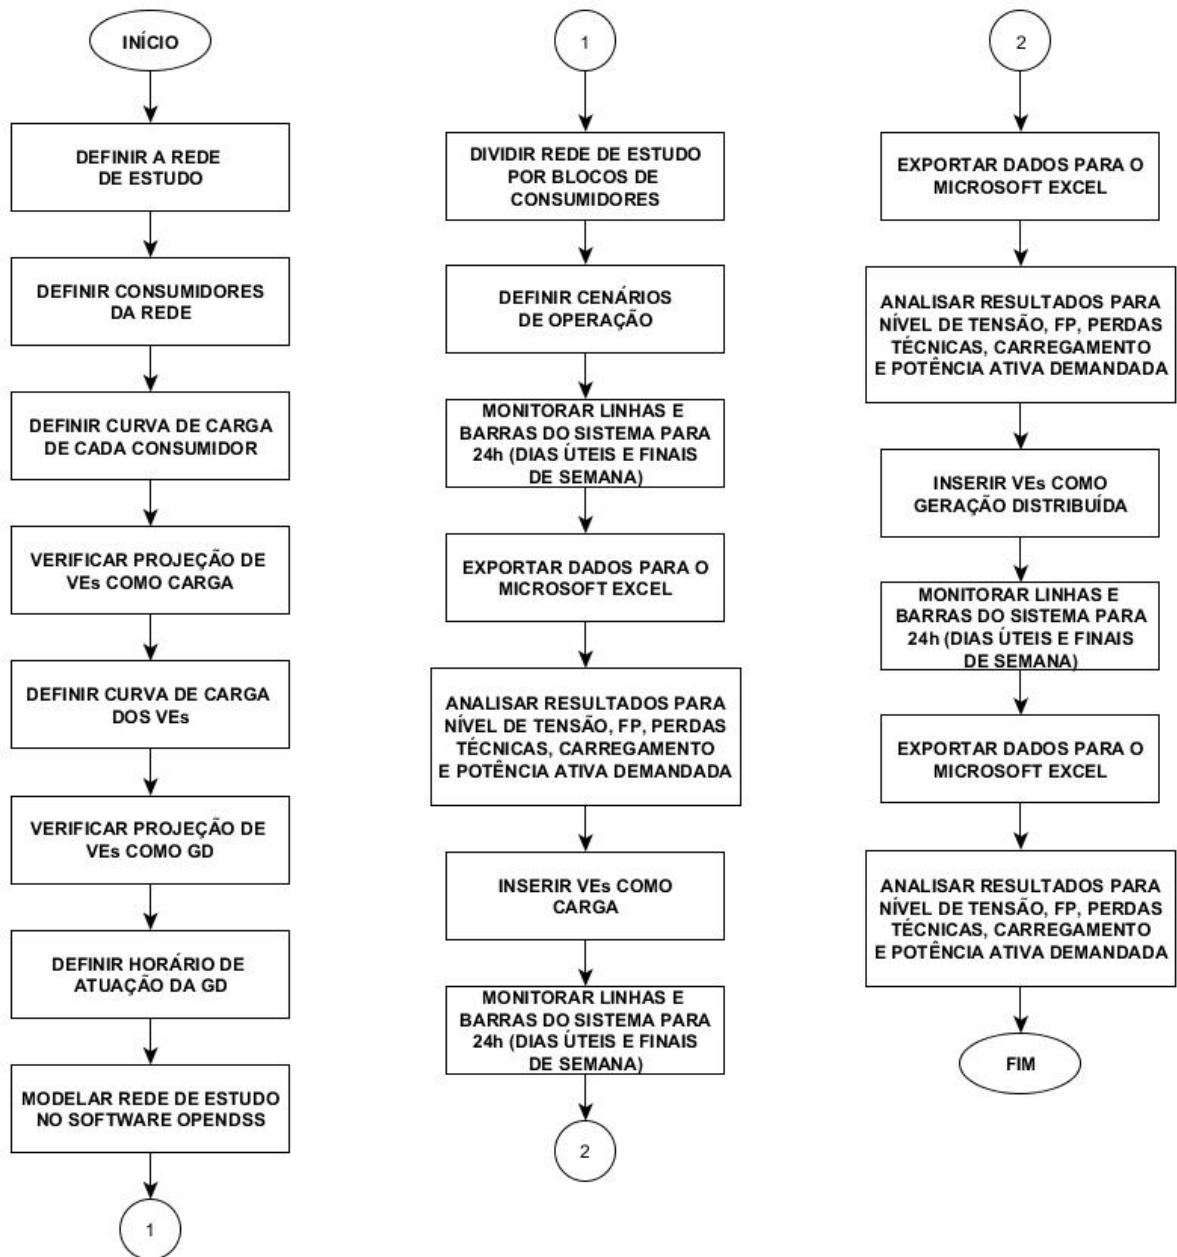 INÍCIO
DEFINIR A REDE
DE ESTUDO
DEFINIR CONSUMIDORES
DA REDE
DEFINIR CURVA DE CARGA
DE CADA CONSUMIDOR
VERIFICAR PROJEÇÃO DE
VEs COMO CARGA
DEFINIR CURVA DE CARGA
DOS VEs
VERIFICAR PROJEÇÃO DE
VEs COMO GD
DEFINIR HORÁRIO DE
ATUAÇÃO DA GD
MODELAR REDE DE ESTUDO
NO SOFTWARE OPENDSS
1
1
DIVIDIR REDE DE ESTUDO
POR BLOCOS DE
CONSUMIDORES
DEFINIR CENÁRIOS
DE OPERAÇÃO
MONITORAR LINHAS E
BARRAS DO SISTEMA PARA
24h (DIAS ÚTEIS E FINAIS
DE SEMANA)
EXPORTAR DADOS PARA O
MICROSOFT EXCEL
ANALISAR RESULTADOS PARA
NÍVEL DE TENSÃO, FP, PERDAS
TÉCNICAS, CARREGAMENTO
E POTÊNCIA ATIVA DEMANDADA
INSERIR VEs COMO
CARGA
MONITORAR LINHAS E
BARRAS DO SISTEMA PARA
24h (DIAS ÚTEIS E FINAIS
DE SEMANA)
2
2
EXPORTAR DADOS PARA O
MICROSOFT EXCEL
ANALISAR RESULTADOS PARA
NÍVEL DE TENSÃO, FP, PERDAS
TÉCNICAS, CARREGAMENTO
E POTÊNCIA ATIVA DEMANDADA
INSERIR VEs COMO
GERAÇÃO DISTRIBUÍDA
MONITORAR LINHAS E
BARRAS DO SISTEMA PARA
24h (DIAS ÚTEIS E FINAIS
DE SEMANA)
EXPORTAR DADOS PARA O
MICROSOFT EXCEL
ANALISAR RESULTADOS PARA
NÍVEL DE TENSÃO, FP, PERDAS
TÉCNICAS, CARREGAMENTO
E POTÊNCIA ATIVA DEMANDADA
FIM